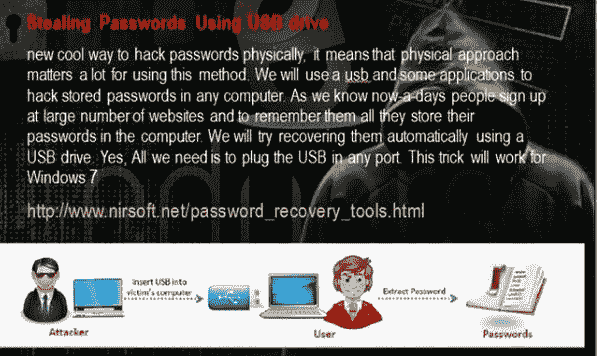 Stealing Passwords Using USB drive
new cool way to hack passwords physically, it means that physical approach
matters a lot for using this method. We will use a usb and some applications to
hack stored passwords in any computer. As we know now-a-days people sign up
at large number of websites and to remember them all they store their
passwords in the computer. We will try recovering them automatically using a
USB drive. Yes, All we need is to plug the USB in any port. This trick will work for
Windows 7
http://www.nirsoft.net/password_recovery_tools.html
Insert USB into
victim's computer
Extract Password
Attacker
User
Passwords